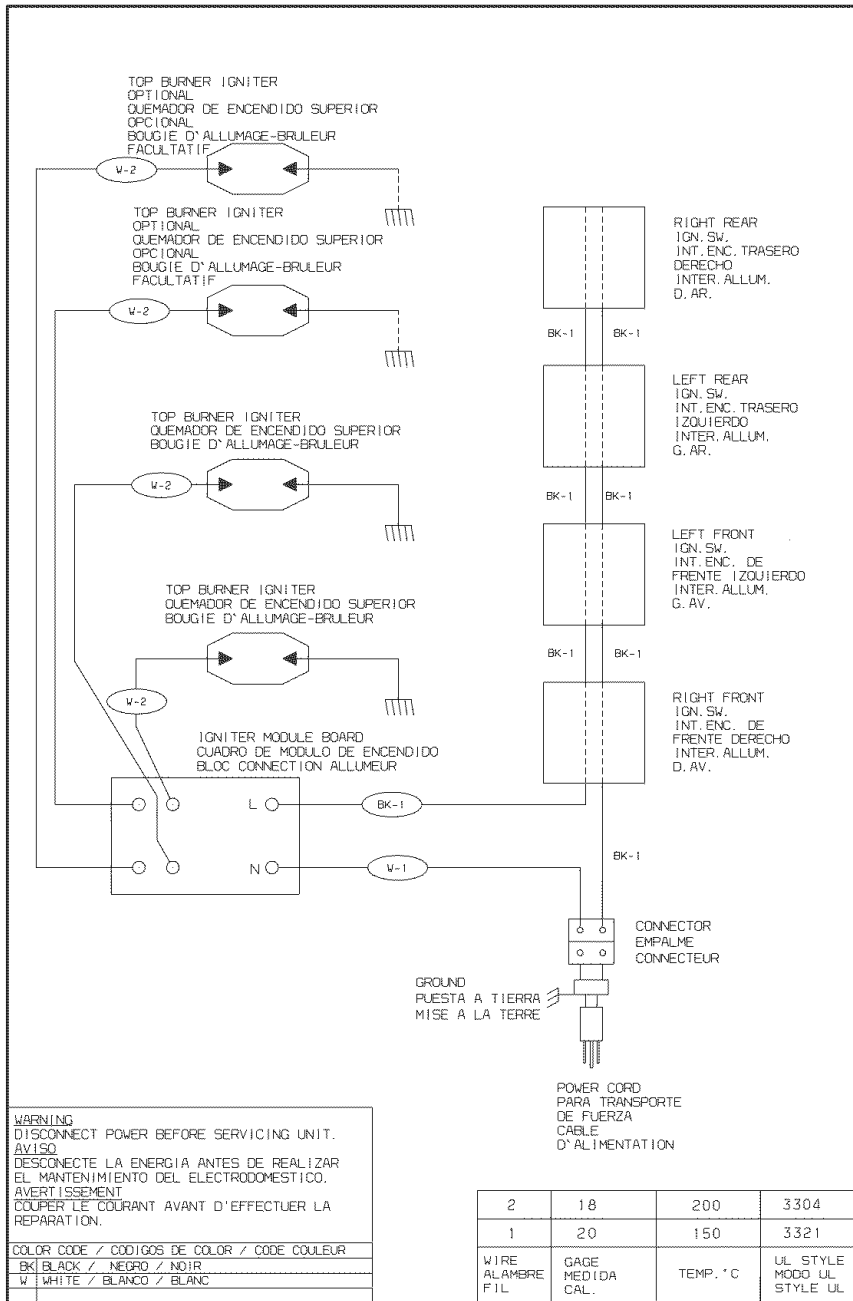 TOP BURNER IGNITER
OPTIONAL
QUEMADOR DE ENCENDIDO SUPERIOR
OPCIONAL
BOUGIE D'ALLUMAGE-BRULEUR
FACULTATIF
W-2
TOP BURNER IGNITER
OPTIONAL
QUEMADOR DE ENCENDIDO SUPERIOR
OPCIONAL
BOUGIE D'ALLUMAGE-BRULEUR
FACULTATIF
W-2
TOP BURNER IGNITER
QUEMADOR DE ENCENDIDO SUPERIOR
BOUGIE D'ALLUMAGE-BRULEUR
W-2
TOP BURNER IGNITER
QUEMADOR DE ENCENDIDO SUPERIOR
BOUGIE D'ALLUMAGE-BRULEUR
W-2
IGNITER MODULE BOARD
CUADRO DE MODULO DE ENCENDIDO
BLOC CONNECTION ALLUMEUR
L
BK-1
N
W-1
RIGHT REAR
IGN. SW.
INT. ENC. TRASERO
DERECHO
INTER. ALLUM.
D. AR.
BK-1 BK-1
LEFT REAR
IGN. SW.
INT. ENC. TRASERO
IZQUIERDO
INTER. ALLUM.
G. AR.
BK-1 BK-1
LEFT FRONT
IGN. SW.
INT. ENC. DE
FRENTE IZQUIERDO
INTER. ALLUM.
G. AV.
BK-1 BK-1
RIGHT FRONT
IGN. SW.
INT. ENC. DE
FRENTE DERECHO
INTER. ALLUM.
D. AV.
BK-1
CONNECTOR
EMPALME
CONNECTEUR
GROUND
PUESTA A TIERRA
MISE A LA TERRE
POWER CORD
PARA TRANSPORTE
DE FUERZA
CABLE
D'ALIMENTATION
WARNING
DISCONNECT POWER BEFORE SERVICING UNIT.
AVISO
DESCONECTE LA ENERGIA ANTES DE REALIZAR
EL MANTENIMIENTO DEL ELECTRODOMESTICO.
AVERTISSEMENT
COUPER LE COURANT AVANT D'EFFECTUER LA
REPARATION.
COLOR CODE / CODIGOS DE COLOR / CODE COULEUR
BK BLACK / NEGRO / NOIR
W WHITE / BLANCO / BLANC
2 18 200 3304
1 20 150 3321
WIRE
ALAMBRE
FIL
GAGE
MEDIDA
CAL.
TEMP. °C
UL STYLE
MODO UL
STYLE UL